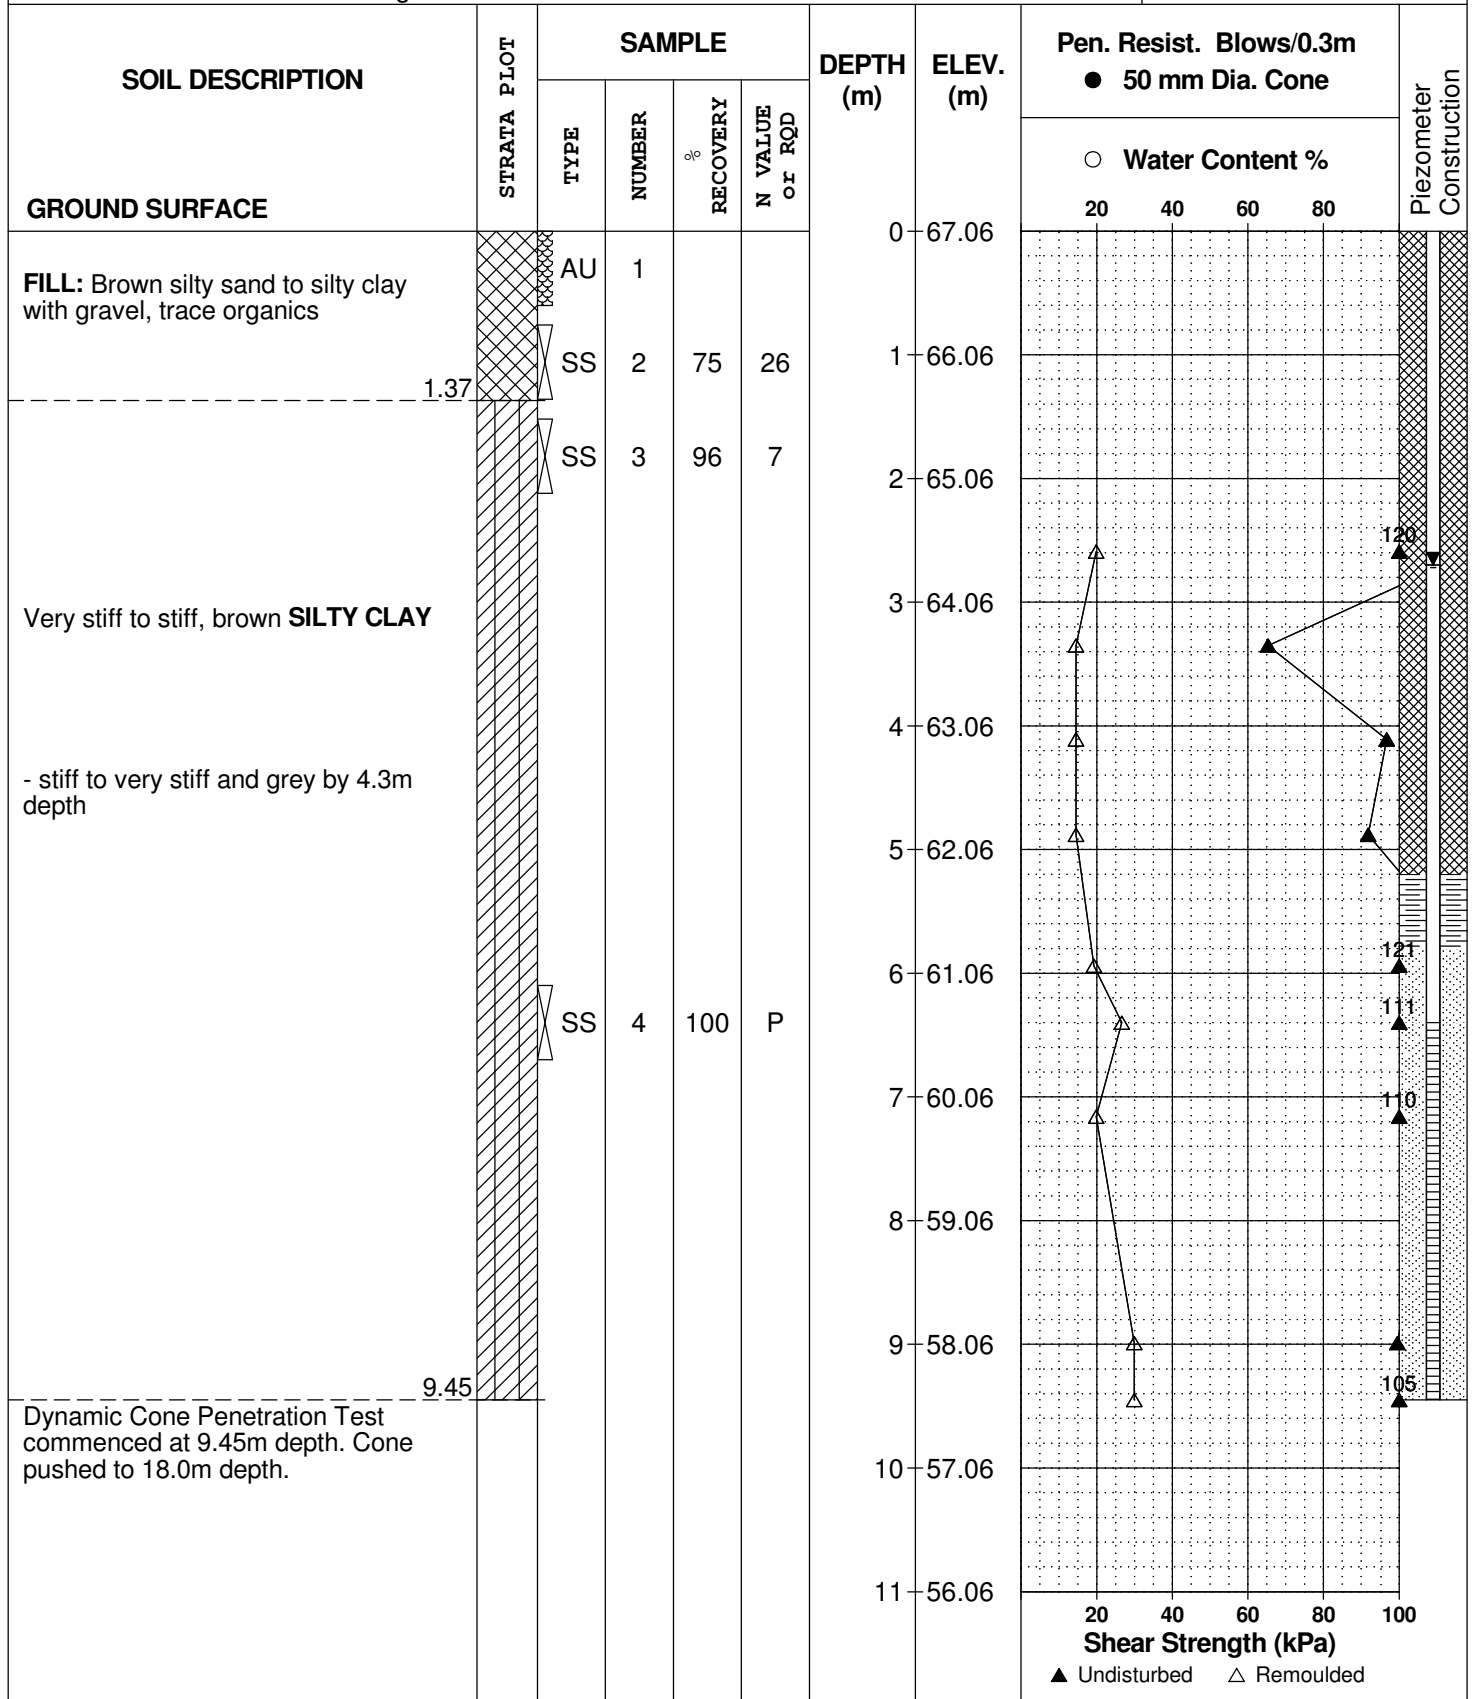 SOIL DESCRIPTION
GROUND SURFACE
STRATA PLOT
SAMPLE
TYPE
NUMBER
%
RECOVERY
N VALUE
or RQD
DEPTH
(m)
ELEV.
(m)
Pen. Resist. Blows/0.3m
● 50 mm Dia. Cone
○ Water Content %
20 40 60 80
Piezometer
Construction
0 67.06
FILL: Brown silty sand to silty clay
with gravel, trace organics
AU 1
SS 2 75 26
1 66.06
1.37
SS 3 96 7
2 65.06
120
3 64.06
Very stiff to stiff, brown SILTY CLAY
4 63.06
- stiff to very stiff and grey by 4.3m
depth
5 62.06
121
6 61.06
SS 4 100 P
111
7 60.06
110
8 59.06
9 58.06
9.45
105
Dynamic Cone Penetration Test
commenced at 9.45m depth. Cone
pushed to 18.0m depth.
10 57.06
11 56.06
20 40 60 80 100
Shear Strength (kPa)
▲ Undisturbed △ Remoulded